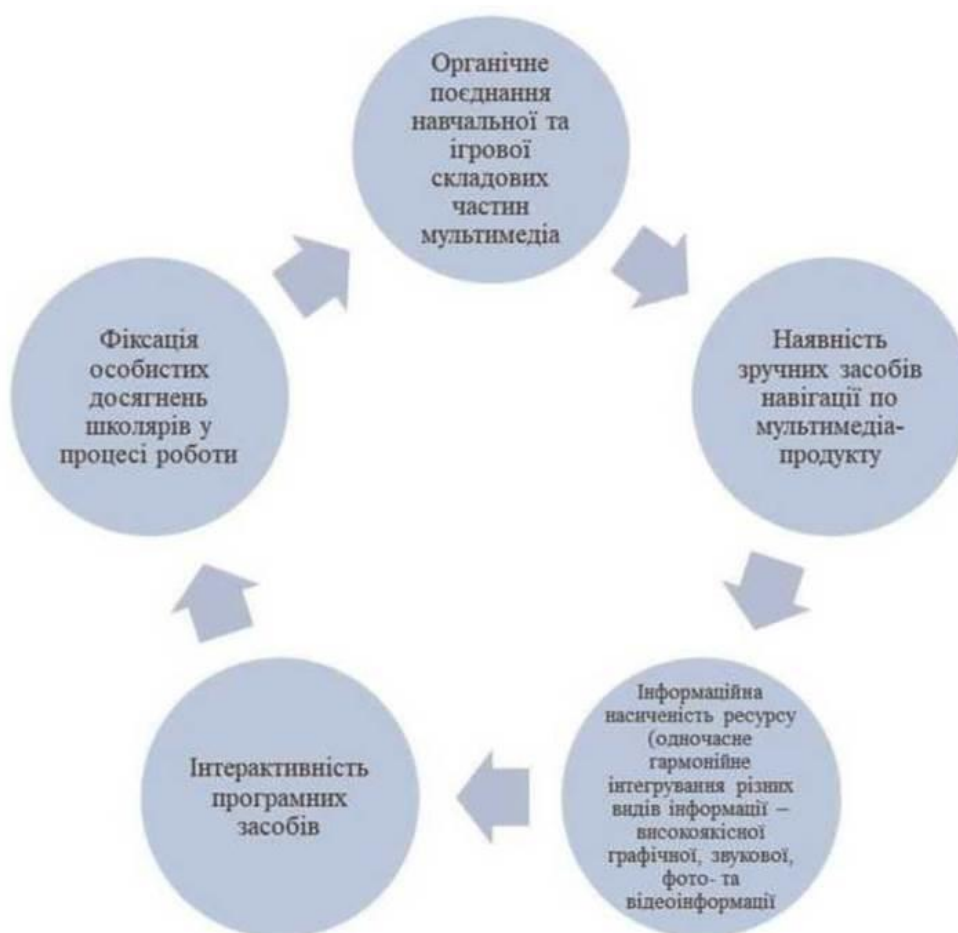 Органічне
поєднання
навчальної та
ігрової
складових
частин
мультимедіа
Наявність
зручних засобів
навігації по
мультимедіа-
продукту
Інформаційна
насиченість ресурсу
(одночасне
гармонійне
інтегрування різних
видів інформації –
високоякісної
графічної, звукової,
фото- та
відеоінформації
Інтерактивність
програмних
засобів
Фіксація
особистих
досягнень
школярів у
процесі роботи